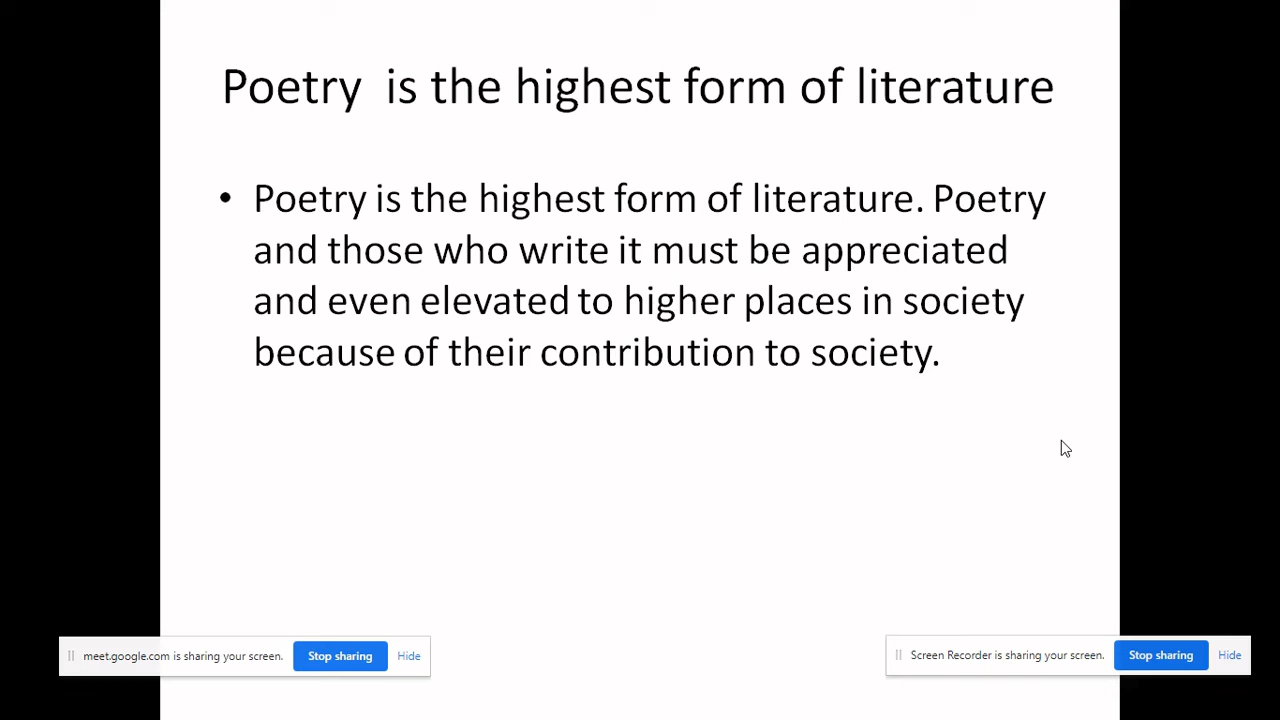 Poetry  is the highest form of literature
• Poetry is the highest form of literature. Poetry
and those who write it must be appreciated
and even elevated to higher places in society
because of their contribution to society.
meet.google.com is sharing your screen. Stop sharing Hide
Screen Recorder is sharing your screen. Stop sharing Hide